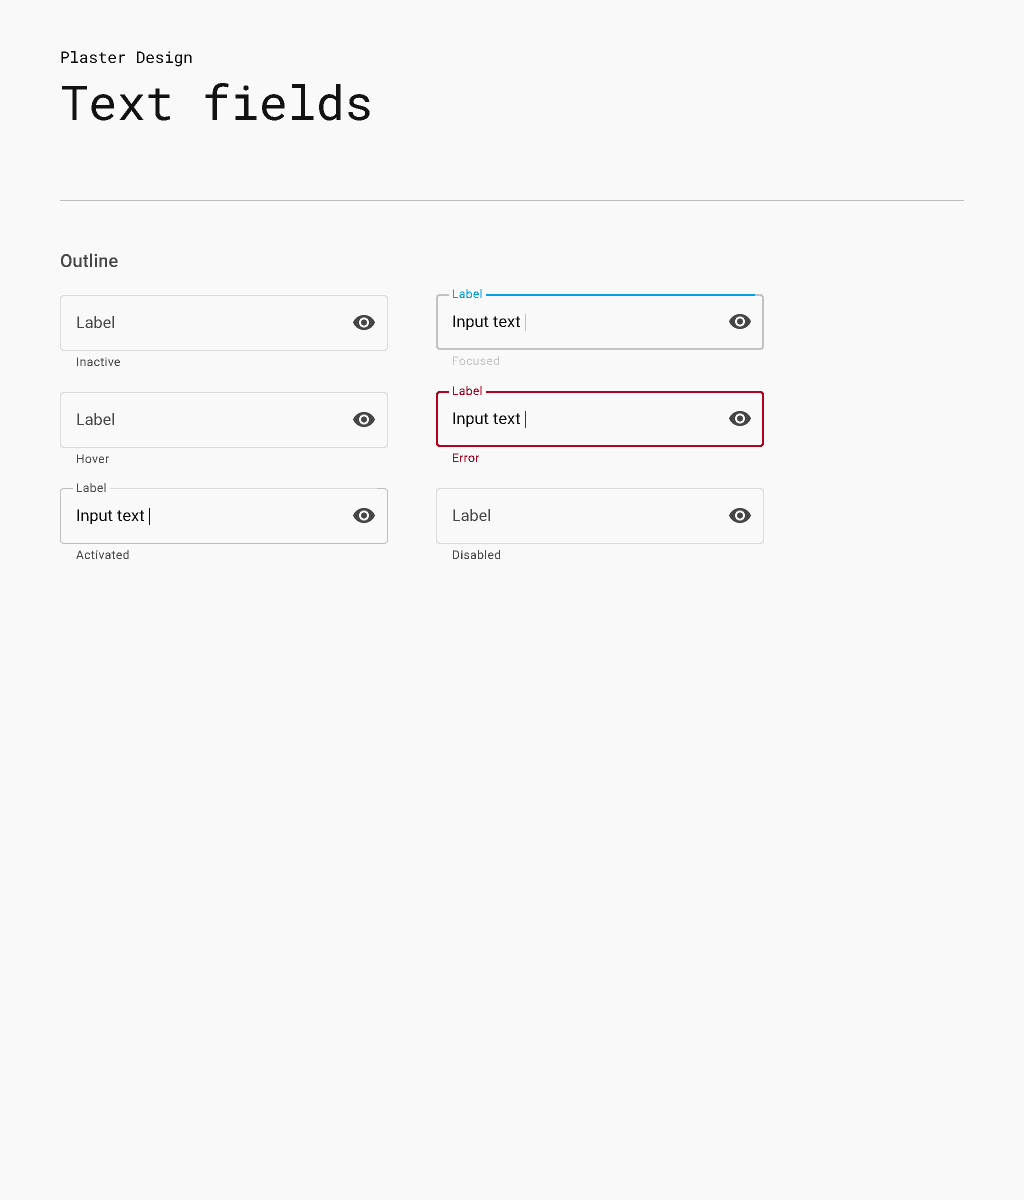 Plaster Design
Text fields
Outline
Label
Inactive
Label
Input text
Focused
Label
Hover
Label
Input text
Error
Label
Input text
Activated
Label
Disabled